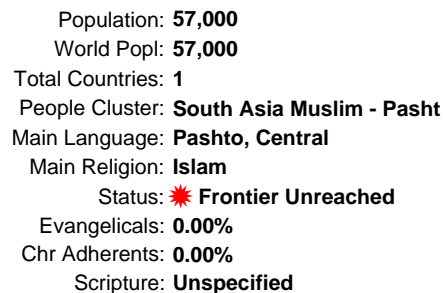 Population: 57,000
World Popl: 57,000
Total Countries: 1
People Cluster: South Asia Muslim - Pasht
Main Language: Pashto, Central
Main Religion: Islam
Status: Frontier Unreached
Evangelicals: 0.00%
Chr Adherents: 0.00%
Scripture: Unspecified